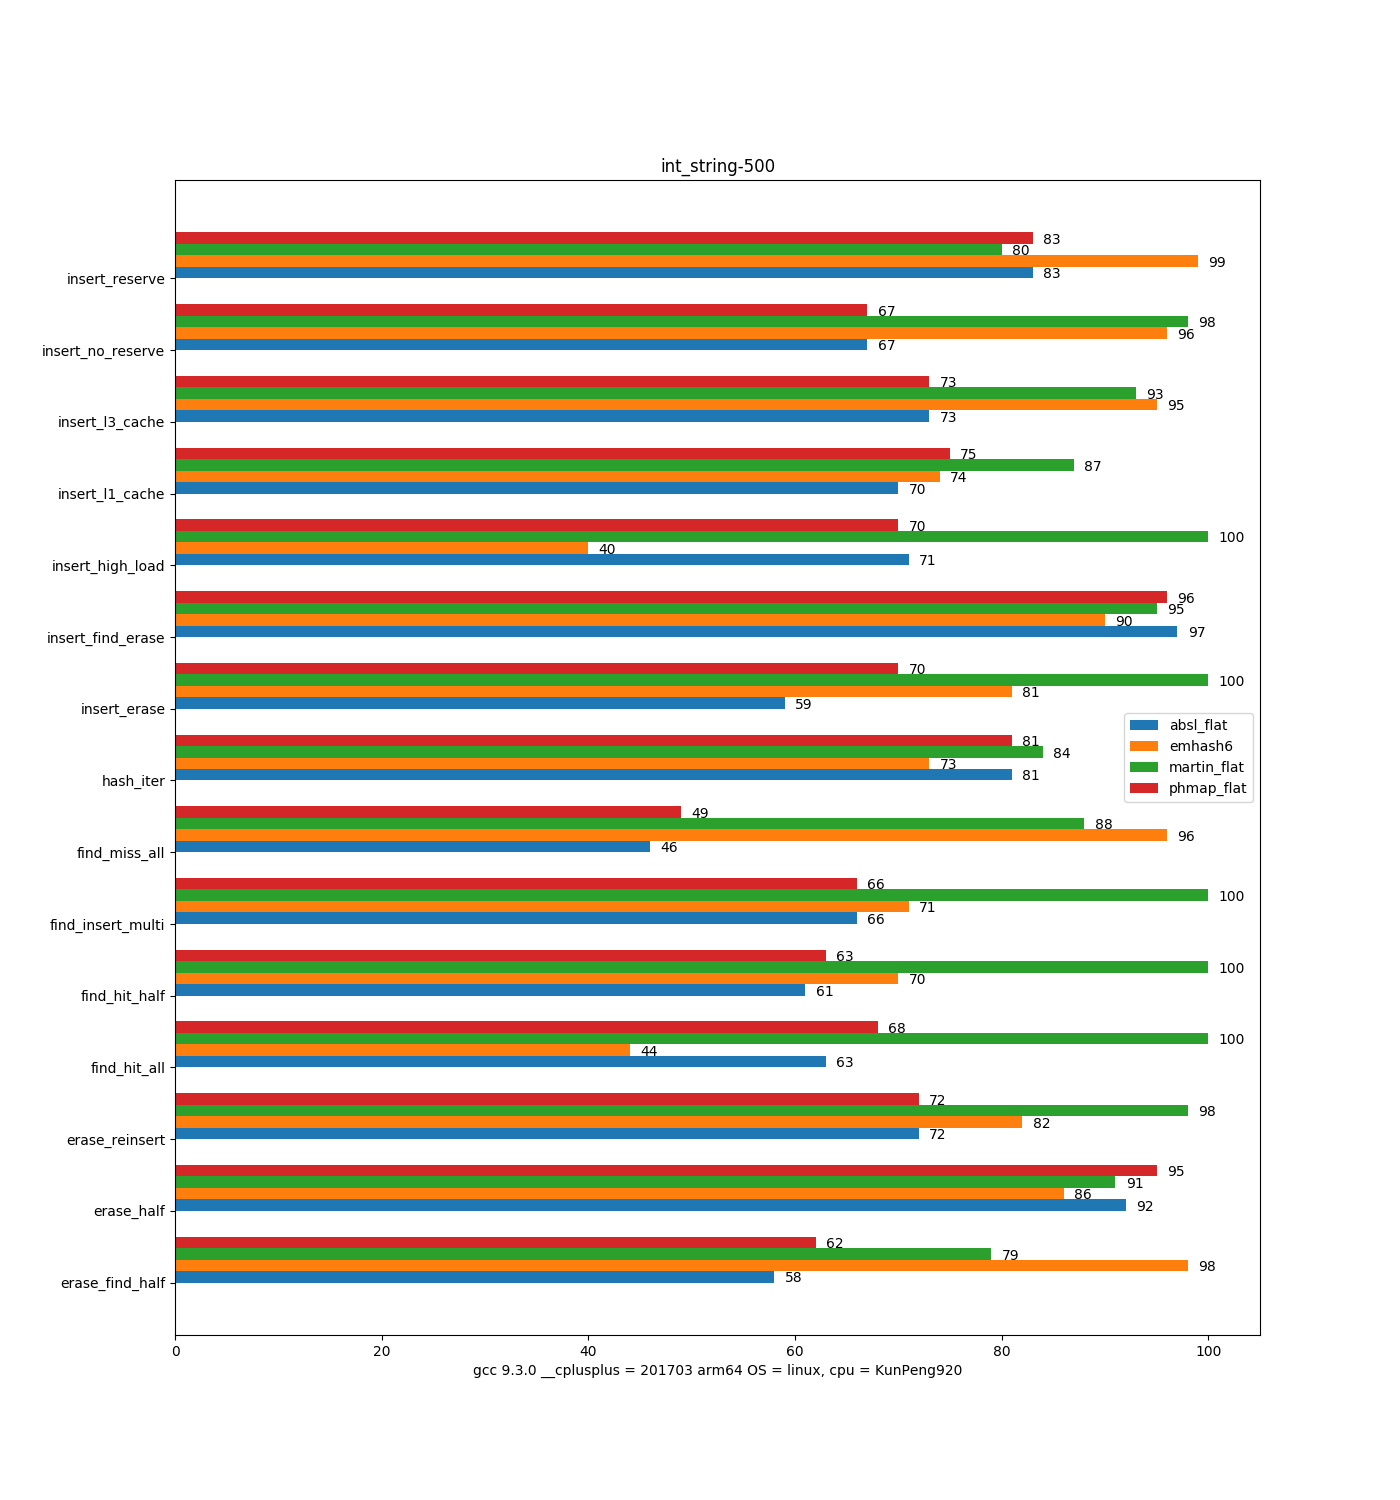 int_string-500
83
80
insert_reserve 99
83
67
98
insert_no_reserve 96
67
73
93
insert_l3_cache 95
73
75
87
insert_l1_cache 74
70
70
100
insert_high_load 40
71
96
95
insert_find_erase 90
97
70
100
insert_erase 81
59
81
84
hash_iter 73
81
absl_flat
emhash6
martin_flat
phmap_flat
49
88
find_miss_all 96
46
66
100
find_insert_multi 71
66
63
100
find_hit_half 70
61
68
100
find_hit_all 44
63
72
98
erase_reinsert 82
72
95
91
erase_half 86
92
62
79
erase_find_half 98
58
0 20 40 60 80 100
gcc 9.3.0 __cplusplus = 201703 arm64 OS = linux, cpu = KunPeng920